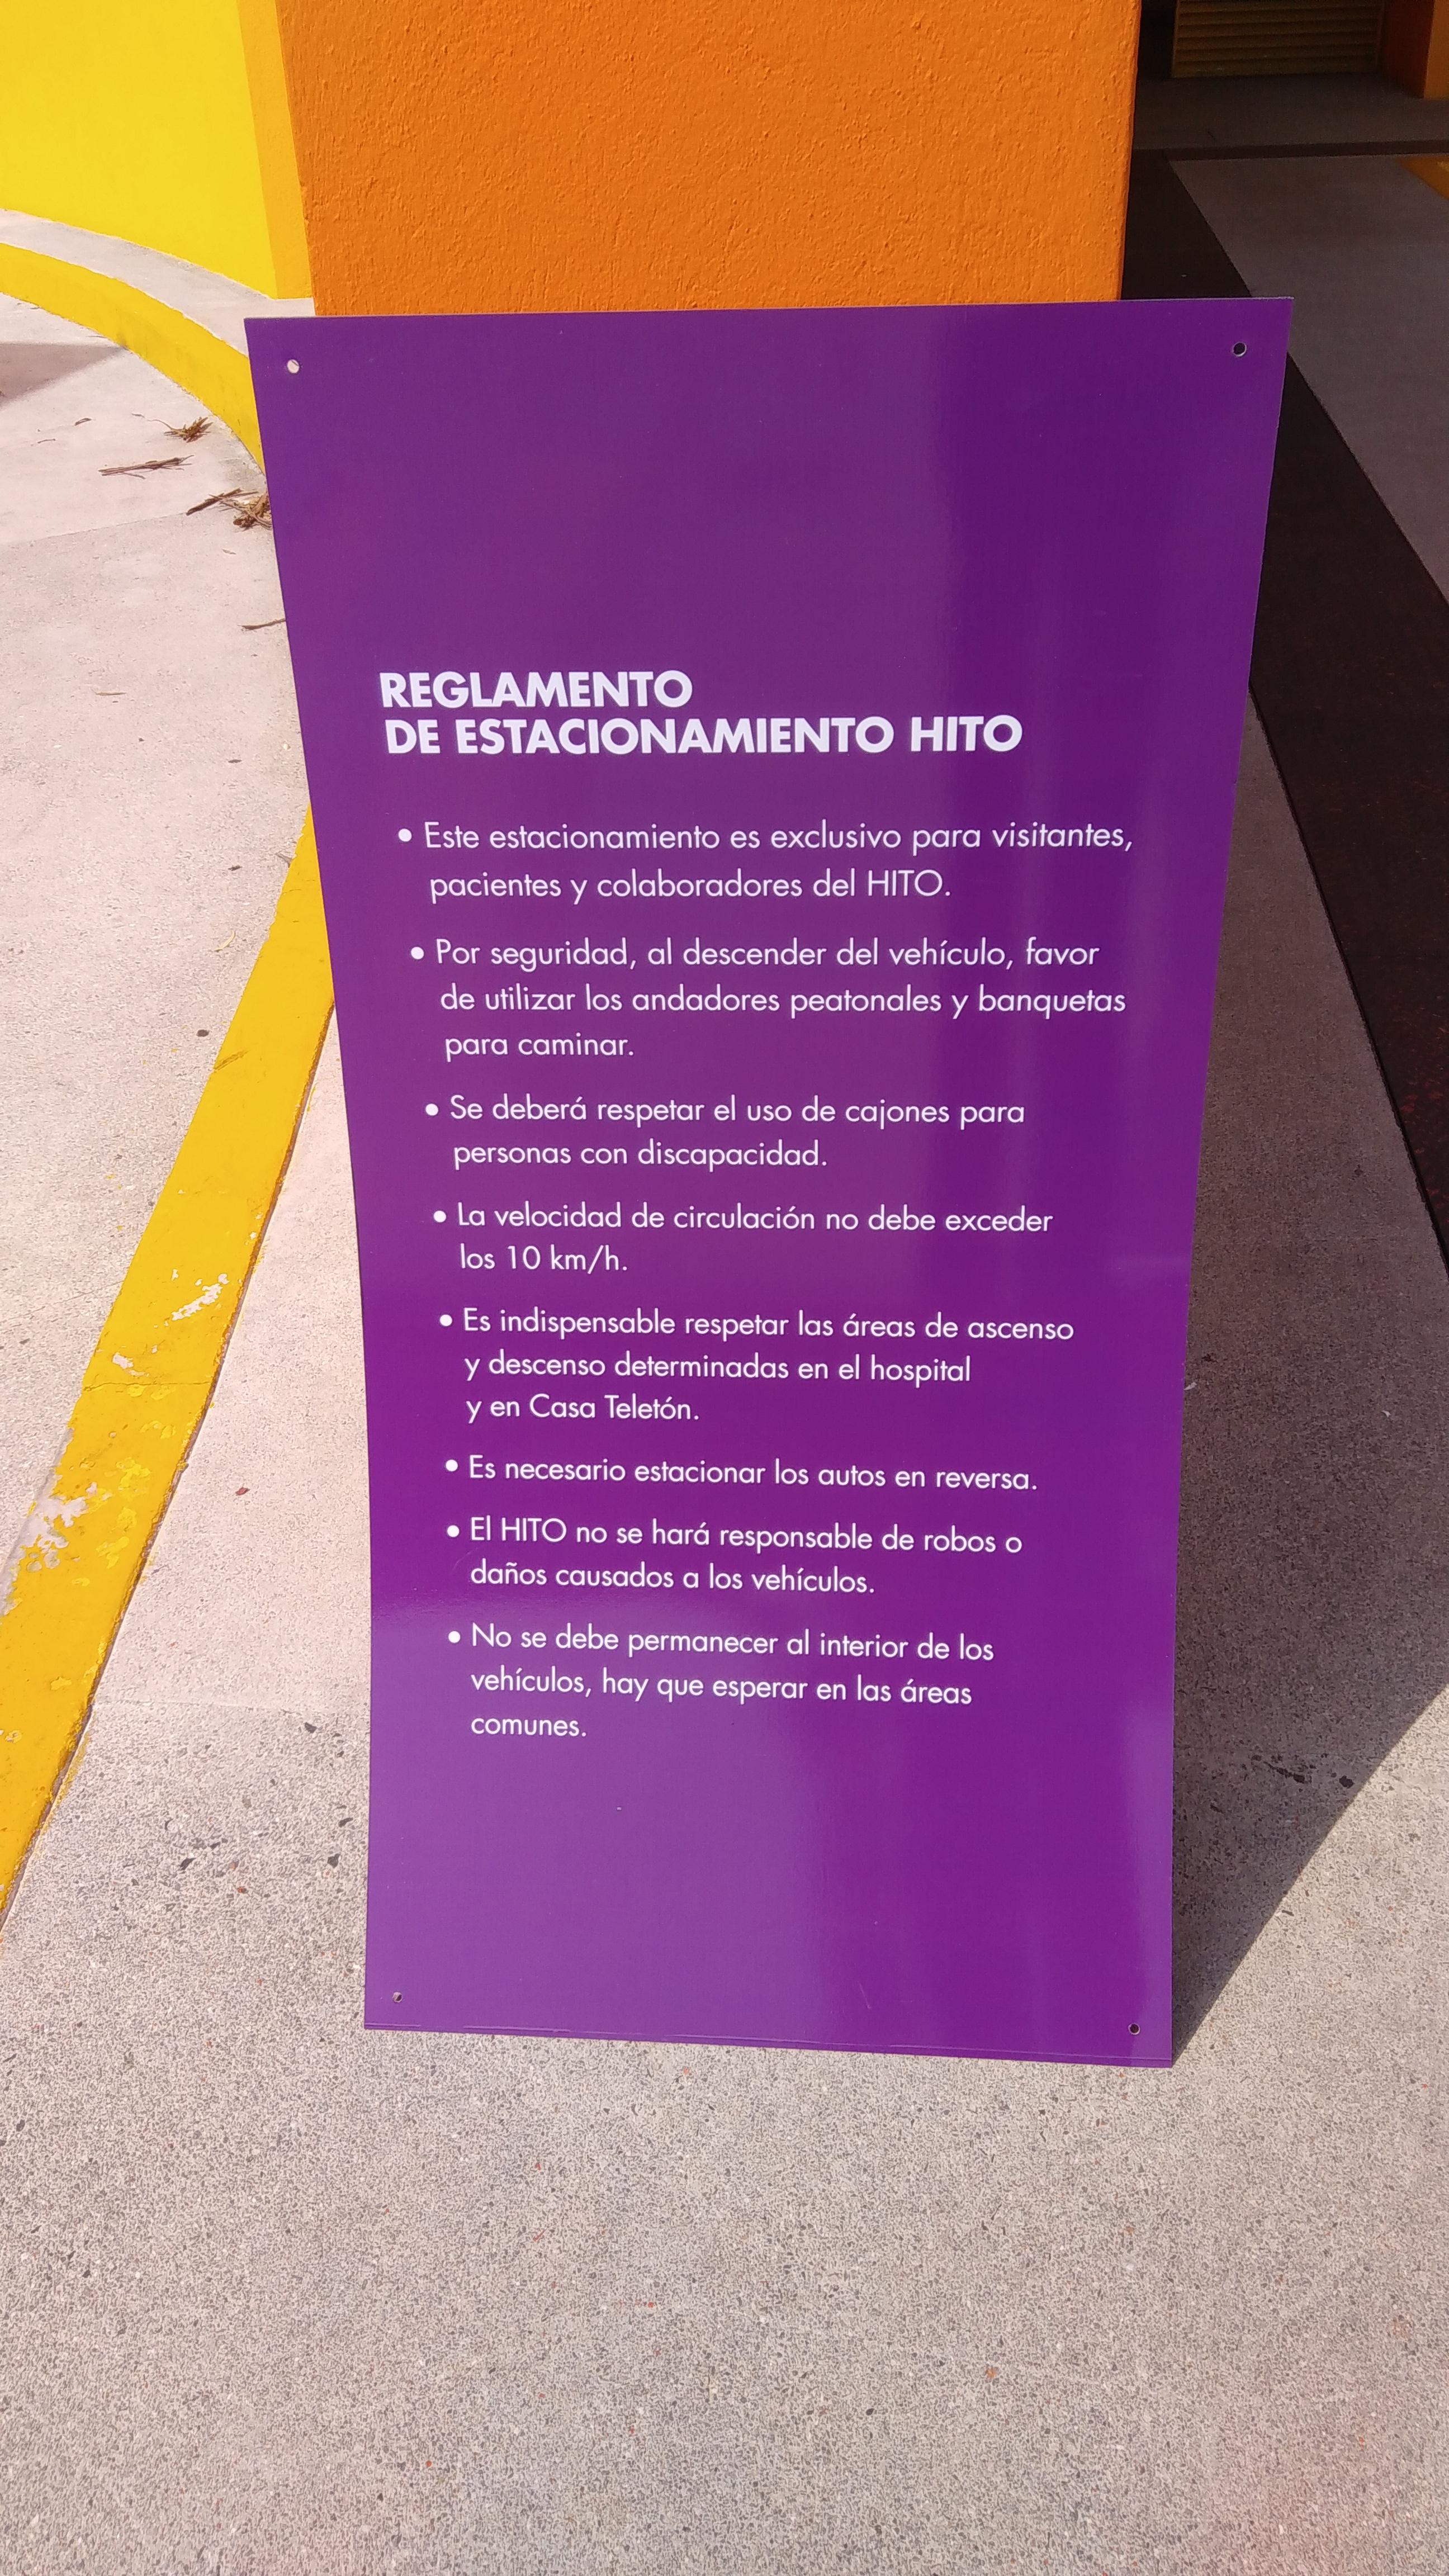 REGLAMENTO
DE ESTACIONAMIENTO HITO
• Este estacionamiento es exclusivo para visitantes,
pacientes y colaboradores del HITO.
• Por seguridad, al descender del vehículo, favor
de utilizar los andadores peatonales y banquetas
para caminar.
• Se deberá respetar el uso de cajones para
personas con discapacidad.
• La velocidad de circulación no debe exceder
los 10 km/h.
• Es indispensable respetar las áreas de ascenso
y descenso determinadas en el hospital
y en Casa Teletón.
• Es necesario estacionar los autos en reversa.
• El HITO no se hará responsable de robos o
daños causados a los vehículos.
• No se debe permanecer al interior de los
vehículos, hay que esperar en las áreas
comunes.